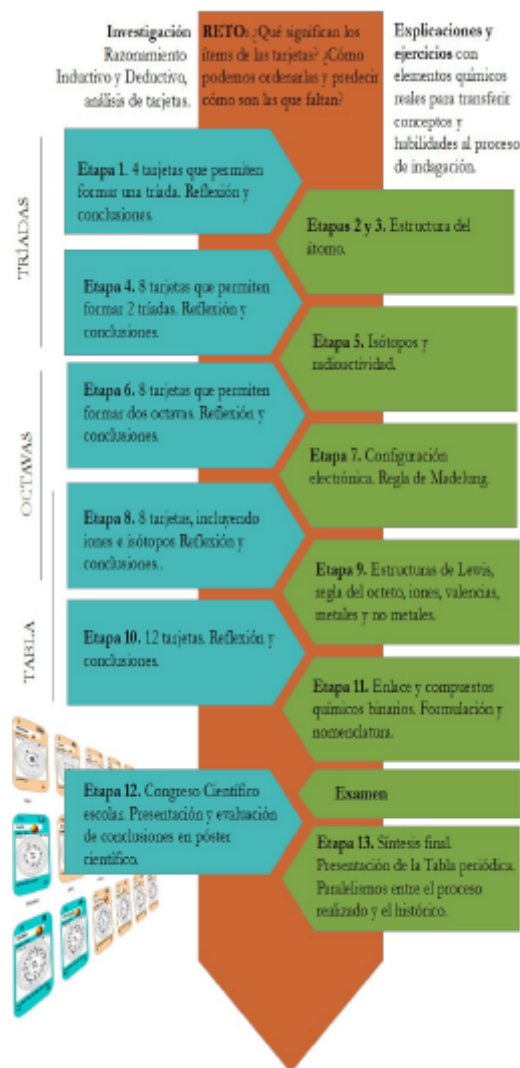 Investigación
Razonamiento
Inductivo y Deductivo,
análisis de tarjetas.
RETO: ¿Qué significan los
ítems de las tarjetas? ¿Cómo
podemos ordenarlas y predecir
cómo son las que faltan?
Explicaciones y
ejercicios con
elementos químicos
reales para transferir
conceptos y
habilidades al proceso
de indagación.
TRÍADAS
Etapa 1. 4 tarjetas que permiten
formar una tríada. Reflexión y
conclusiones.
Etapas 2 y 3. Estructura del
átomo.
Etapa 4. 8 tarjetas que permiten
formar 2 tríadas. Reflexión y
conclusiones.
Etapa 5. Isótopos y
radioactividad.
OCTAVAS
Etapa 6. 8 tarjetas que permiten
formar dos octavas. Reflexión y
conclusiones.
Etapa 7. Configuración
electrónica. Regla de Madelung.
Etapa 8. 8 tarjetas, incluyendo
iones e isótopos Reflexión y
conclusiones..
Etapa 9. Estructuras de Lewis,
regla del octeto, iones, valencias,
metales y no metales.
TABLA
Etapa 10. 12 tarjetas. Reflexión y
conclusiones.
Etapa 11. Enlace y compuestos
químicos binarios. Formulación y
nomenclatura.
Etapa 12. Congreso Científico
escolar. Presentación y evaluación
de conclusiones en póster
científico.
Examen
Etapa 13. Síntesis final.
Presentación de la Tabla periódica.
Paralelismos entre el proceso
realizado y el histórico.